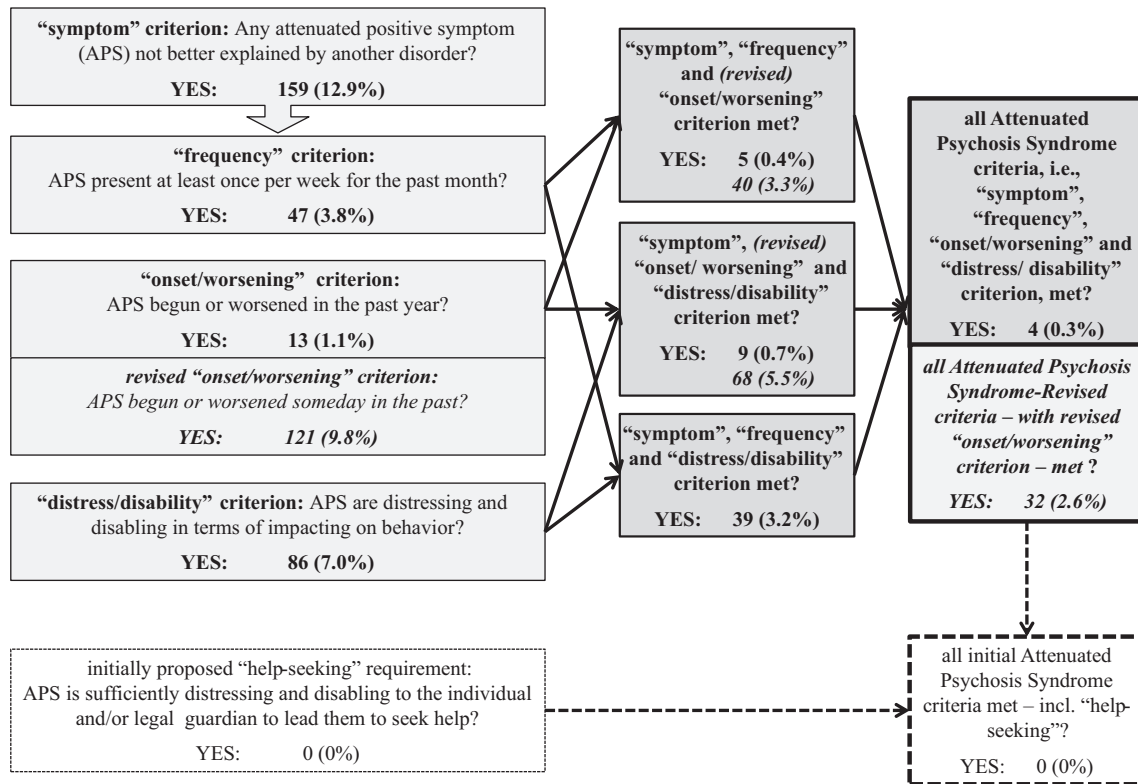 “symptom” criterion: Any attenuated positive symptom
(APS) not better explained by another disorder?
YES: 159 (12.9%)
“frequency” criterion:
APS present at least once per week for the past month?
YES: 47 (3.8%)
“onset/worsening” criterion:
APS begun or worsened in the past year?
YES: 13 (1.1%)
revised “onset/worsening” criterion:
APS begun or worsened someday in the past?
YES: 121 (9.8%)
“distress/disability” criterion: APS are distressing and
disabling in terms of impacting on behavior?
YES: 86 (7.0%)
initially proposed “help-seeking” requirement:
APS is sufficiently distressing and disabling to the individual
and/or legal guardian to lead them to seek help?
YES: 0 (0%)
“symptom”, “frequency”
and (revised)
“onset/worsening”
criterion met?
YES: 5 (0.4%)
40 (3.3%)
“symptom”, (revised)
“onset/ worsening” and
“distress/disability”
criterion met?
YES: 9 (0.7%)
68 (5.5%)
“symptom”, “frequency”
and “distress/disability”
criterion met?
YES: 39 (3.2%)
all Attenuated
Psychosis Syndrome
criteria, i.e.,
“symptom”,
“frequency”,
“onset/worsening” and
“distress/ disability”
criterion, met?
YES: 4 (0.3%)
all Attenuated Psychosis
Syndrome-Revised
criteria – with revised
“onset/worsening”
criterion – met ?
YES: 32 (2.6%)
all initial Attenuated
Psychosis Syndrome
criteria met – incl. “help-
seeking”?
YES: 0 (0%)